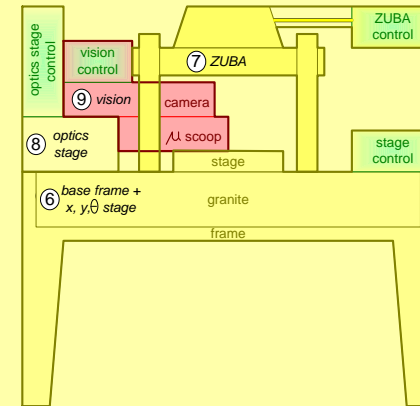 optics stage
control
ZUBA
control
vision
control
⑦ ZUBA
⑨ vision
camera
μ scoop
⑧ optics
stage
stage
stage
control
⑥ base frame +
x, y,θ stage
granite
frame